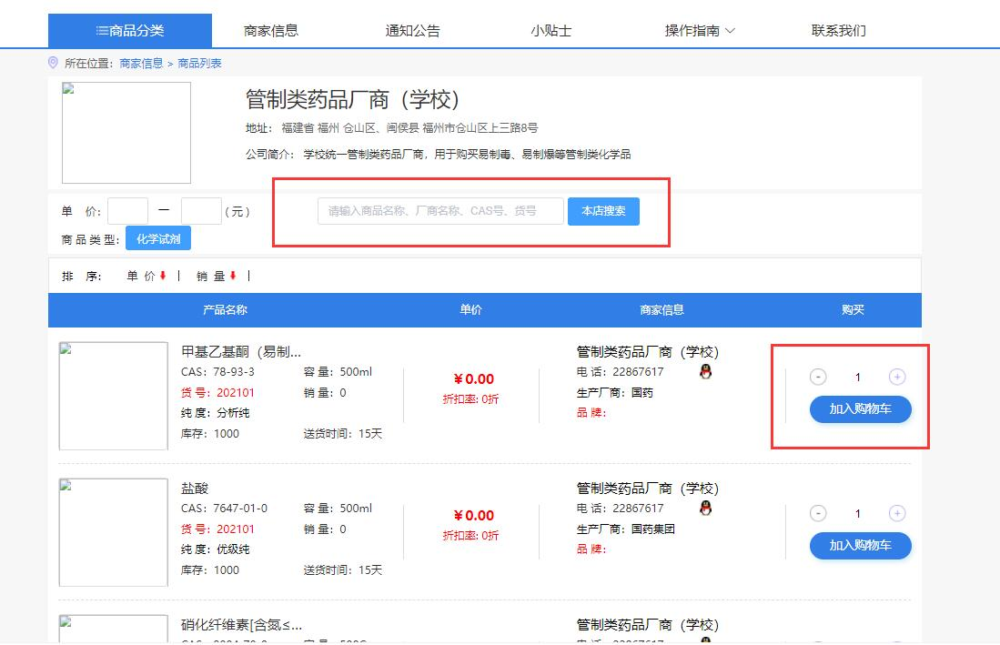 商品分类 商家信息 通知公告 小贴士 操作指南 联系我们
所在位置：商家信息 > 商品列表
管制类药品厂商（学校）
地址： 福建省 福州 仓山区、闽侯县 福州市仓山区上三路8号
公司简介： 学校统一管制类药品厂商，用于购买易制毒、易制爆等管制类化学品
单 价: — (元) 请输入商品名称、厂商名称、CAS号、货号 本店搜索
商品类型: 化学试剂
排 序: 单价 | 销量 |
产品名称 单价 商家信息 购买
甲基乙基酮（易制... 管制类药品厂商（学校）
CAS：78-93-3 容 量：500ml ￥0.00 电 话：22867617 - 1 +
货 号：202101 销 量：0 折扣率: 0折 生产厂商：国药 加入购物车
纯 度：分析纯 品 牌：
库存：1000 送货时间：15天
盐酸 管制类药品厂商（学校）
CAS：7647-01-0 容 量：500ml ￥0.00 电 话：22867617 - 1 +
货 号：202101 销 量：0 折扣率: 0折 生产厂商：国药集团 加入购物车
纯 度：优级纯 品 牌：
库存：1000 送货时间：15天
硝化纤维素[含氮≤... 管制类药品厂商（学校）